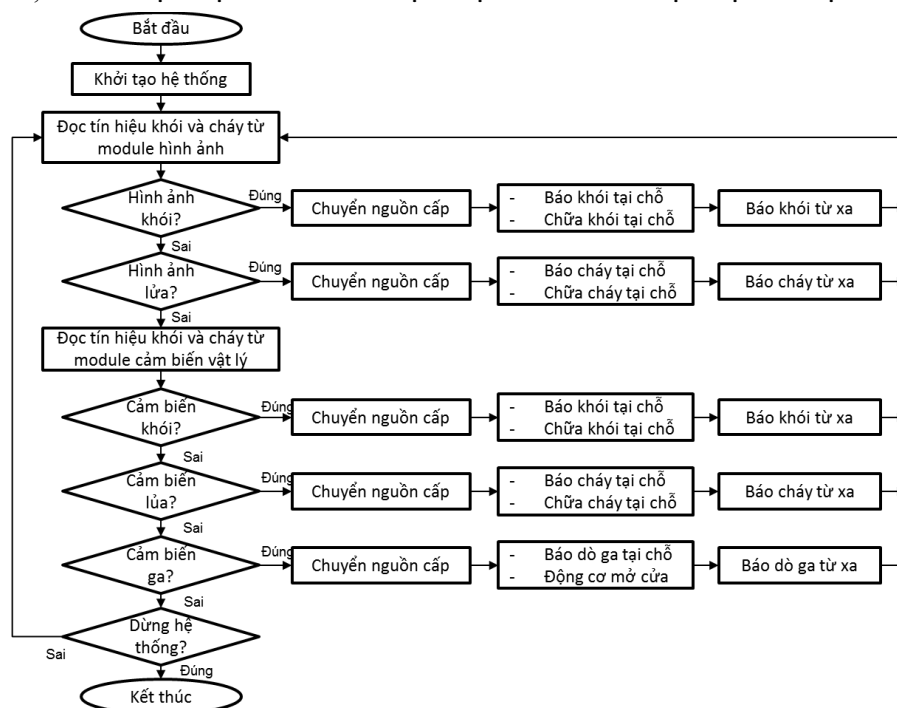 Bắt đầu
Khởi tạo hệ thống
Đọc tín hiệu khói và cháy từ
module hình ảnh
Hình ảnh
khói?
Đúng
Chuyển nguồn cấp
- Báo khói tại chỗ
- Chữa khói tại chỗ
Báo khói từ xa
Sai
Hình ảnh
lửa?
Đúng
Chuyển nguồn cấp
- Báo cháy tại chỗ
- Chữa cháy tại chỗ
Báo cháy từ xa
Sai
Đọc tín hiệu khói và cháy từ
module cảm biến vật lý
Cảm biến
khói?
Đúng
Chuyển nguồn cấp
- Báo khói tại chỗ
- Chữa khói tại chỗ
Báo khói từ xa
Sai
Cảm biến
lủa?
Đúng
Chuyển nguồn cấp
- Báo cháy tại chỗ
- Chữa cháy tại chỗ
Báo cháy từ xa
Sai
Cảm biến
ga?
Đúng
Chuyển nguồn cấp
- Báo dò ga tại chỗ
- Động cơ mở cửa
Báo dò ga từ xa
Sai
Dừng hệ
thống?
Sai
Đúng
Kết thúc